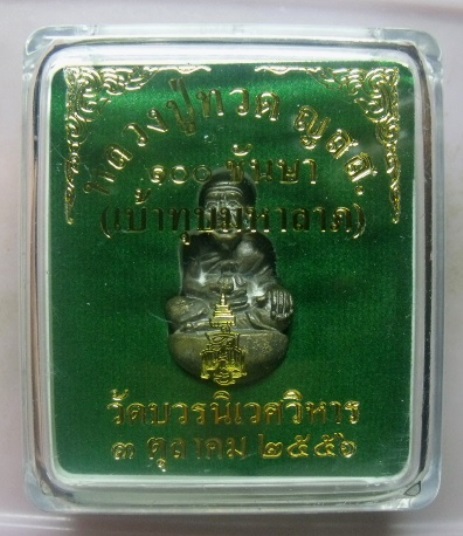 หลวงปู่ทวด ญสส.
๑๐๐ ชันษา
(เบ้าทุบมหาลาภ)
วัดบวรนิเวศวิหาร
๓ ตุลาคม ๒๕๕๖